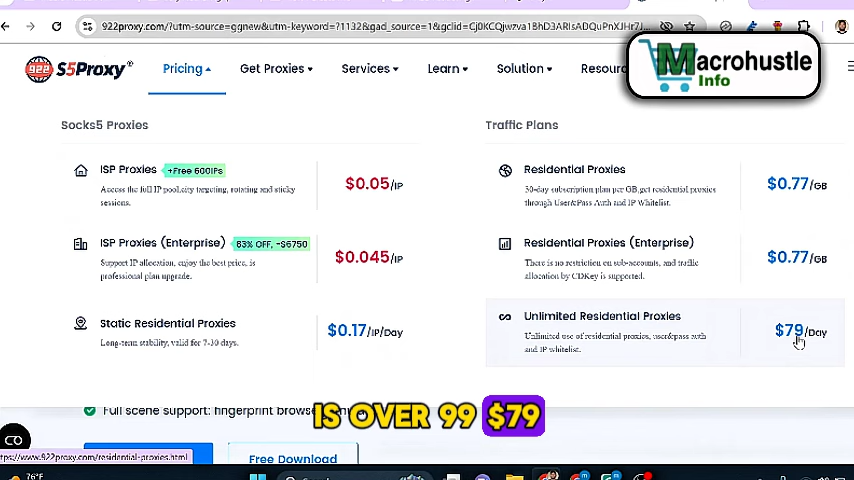 922proxy.com/?utm-source=ggnew&utm-keyword=?1132&gad_source=1&gclid=Cj0KCQjwzva1BhD3ARIsADQuPnXJHr7J...
922 S5Proxy®
Pricing
Get Proxies
Services
Learn
Solution
Resour
Macrohustle
Info
Socks5 Proxies
ISP Proxies +Free 600IPs
Access the full IP pool,city targeting, rotating and sticky
sessions.
$0.05/IP
ISP Proxies (Enterprise) 63% OFF, ~$6750
Support IP allocation, enjoy the best price, is
professional plan upgrade.
$0.045/IP
Static Residential Proxies
Long-term stability, valid for 7-30 days.
$0.17/IP/Day
Traffic Plans
Residential Proxies
30-day subscription plan per GB,get residential proxies
through User&Pass Auth and IP Whitelist.
$0.77/GB
Residential Proxies (Enterprise)
There is no restriction on sub-accounts, and traffic
allocation by CDKey is supported.
$0.77/GB
Unlimited Residential Proxies
Unlimited use of residential proxies, user&pass auth
and IP whitelist.
$79/Day
Full scene support: fingerprint brows
IS OVER 99 $79
Free Download
ttps://www.922proxy.com/residential-proxies.html
76°F